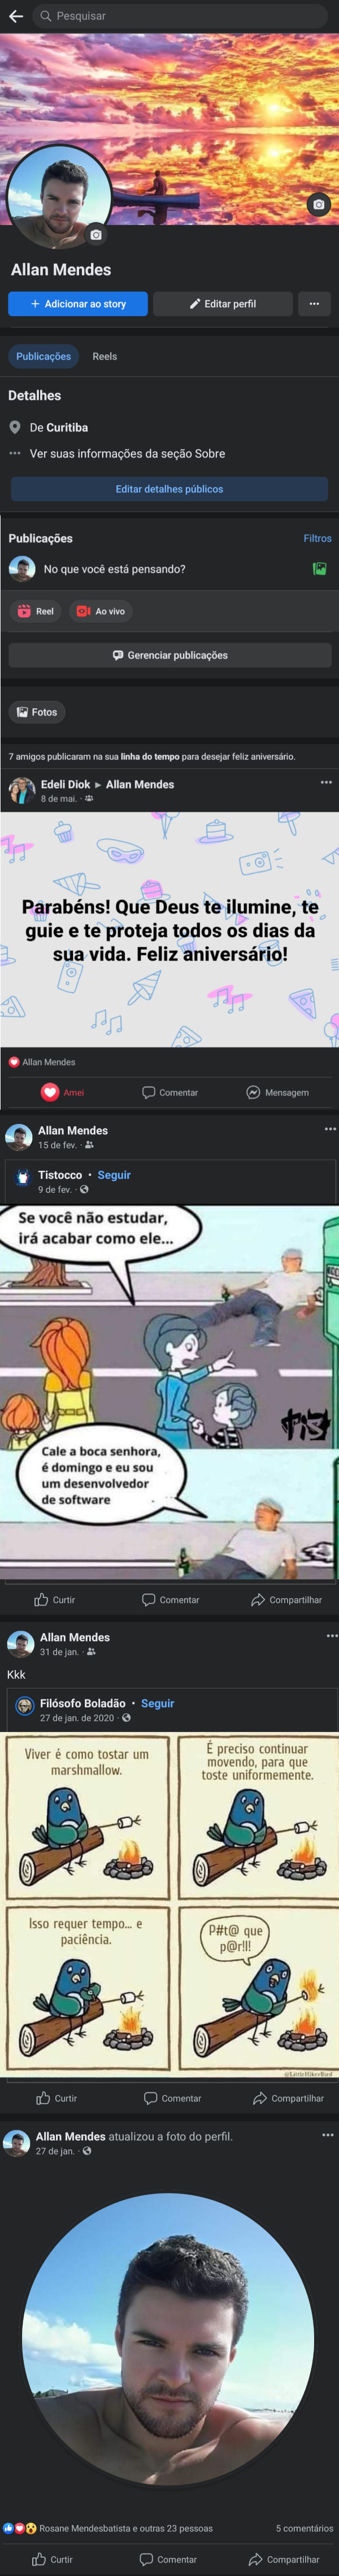 Pesquisar
Allan Mendes
+ Adicionar ao story
Editar perfil
Publicações
Reels
Detalhes
De Curitiba
Ver suas informações da seção Sobre
Editar detalhes públicos
Publicações
Filtros
No que você está pensando?
Reel
Ao vivo
Gerenciar publicações
Fotos
7 amigos publicaram na sua linha do tempo para desejar feliz aniversário.
Edeli Diok ▸ Allan Mendes
8 de mai. ·
Parabéns! Que Deus te ilumine, te
guie e te proteja todos os dias da
sua vida. Feliz aniversário!
Allan Mendes
Amei
Comentar
Mensagem
Allan Mendes
15 de fev. ·
Tistocco · Seguir
9 de fev. ·
Se você não estudar,
irá acabar como ele...
Cale a boca senhora,
é domingo e eu sou
um desenvolvedor
de software
Curtir
Comentar
Compartilhar
Allan Mendes
31 de jan. ·
Kkk
Filósofo Boladão · Seguir
27 de jan. de 2020 ·
Viver é como tostar um
marshmallow.
É preciso continuar
movendo, para que
toste uniformemente.
Isso requer tempo... e
paciência.
P#t@ que
p@r!l!
@LittleHikerBird
Curtir
Comentar
Compartilhar
Allan Mendes atualizou a foto do perfil.
27 de jan. ·
Rosane Mendesbatista e outras 23 pessoas
5 comentários
Curtir
Comentar
Compartilhar